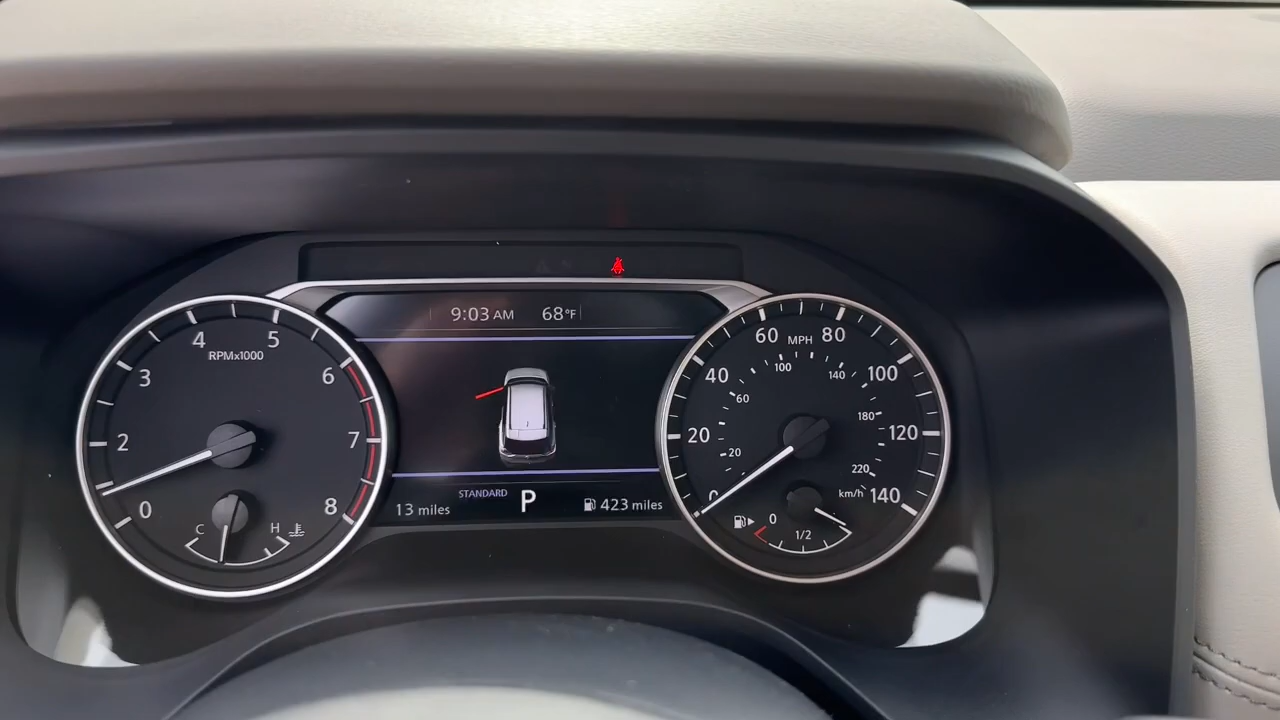 9:03 AM 68°F
4 5
RPMx1000
3 6
2 7
0 8
C H
60 MPH 80
40 100
20 120
0 140
100
60 140
180
20 220
km/h
0
1/2
STANDARD P
13 miles 423 miles